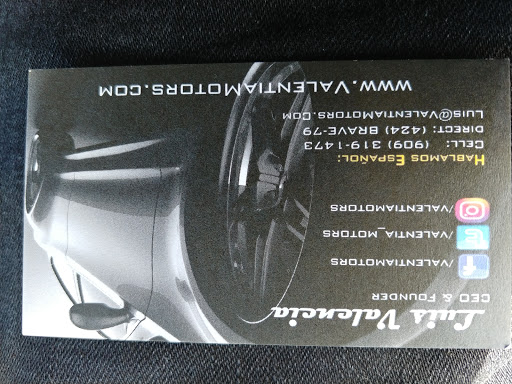 Luis Valencia
CEO & Founder
/ValentiaMotors
/Valentia_Motors
/ValentiaMotors
Hablamos Español:
Cell: (909) 319-1473
Direct: (424) BRAVE-79
Luis@ValentiaMotors.Com
www.ValentiaMotors.com